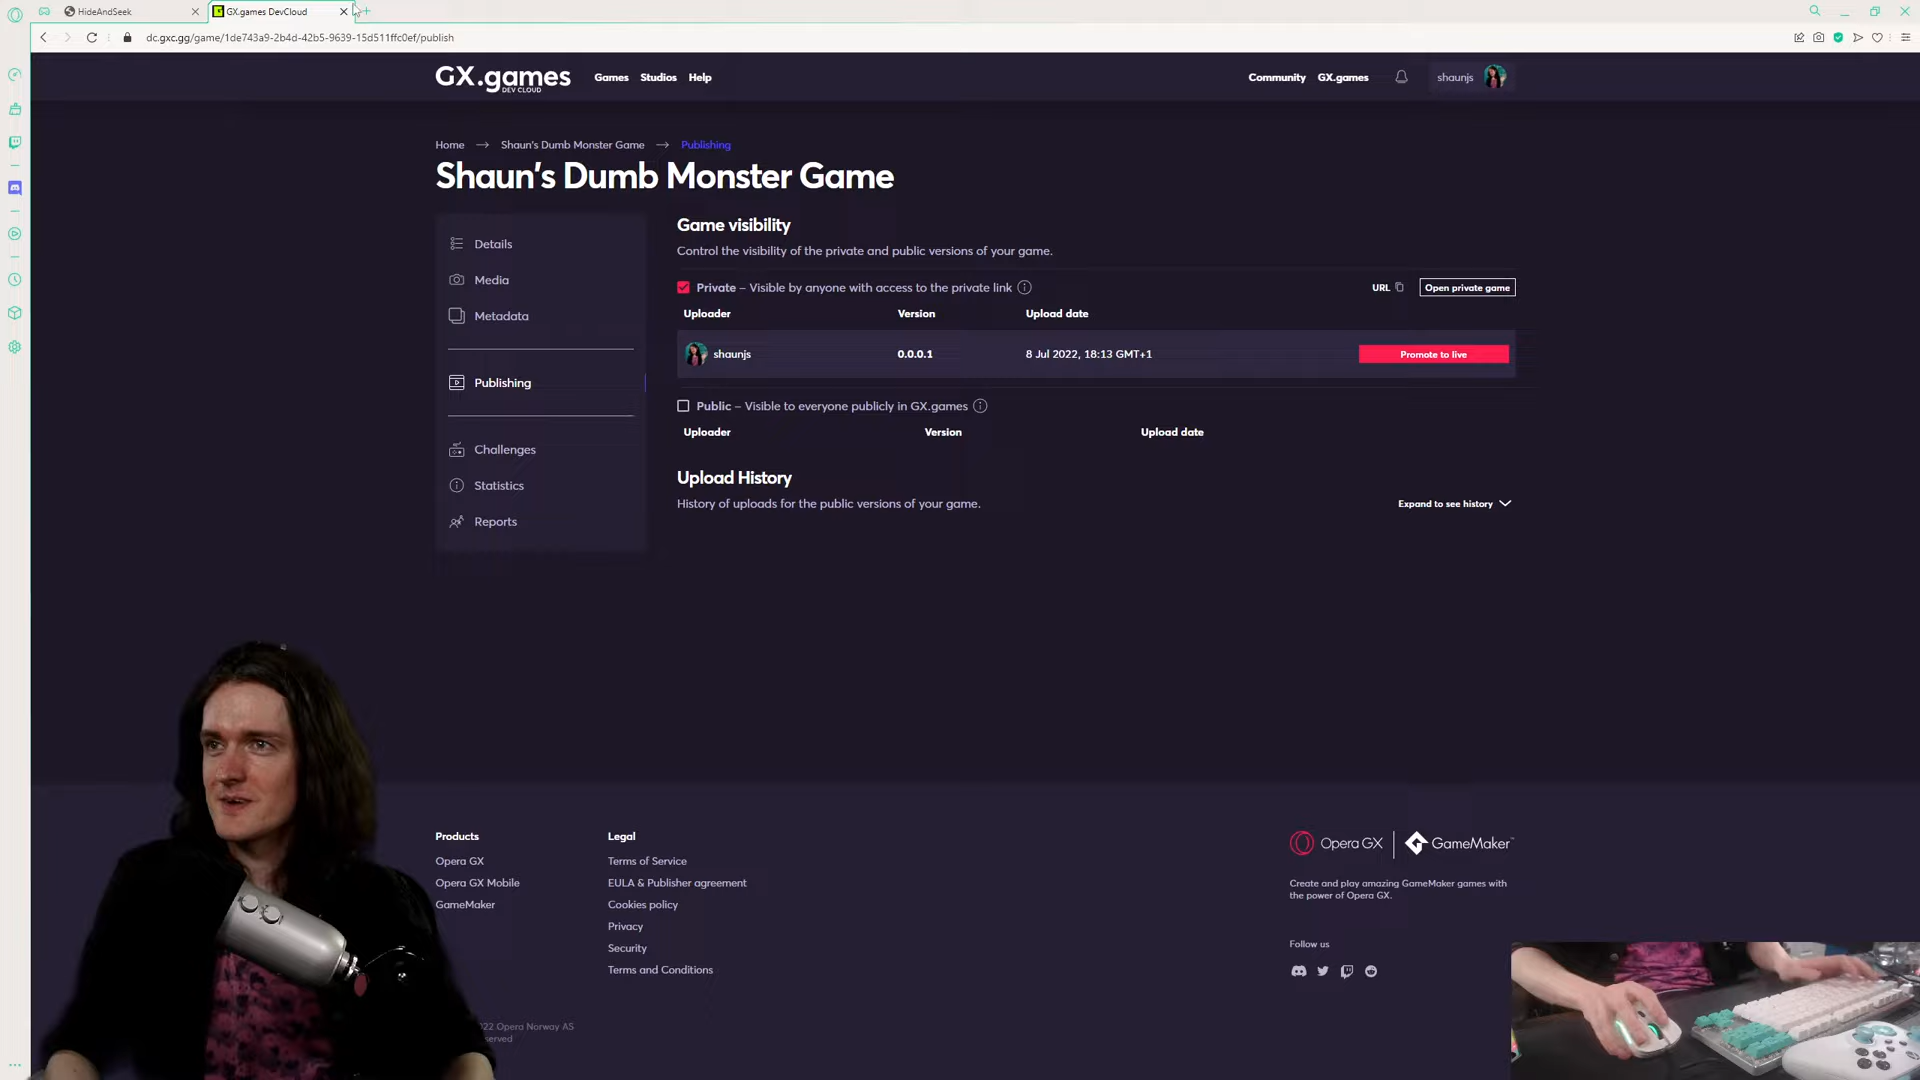 HideAndSeek
GX.games DevCloud
dc.gxc.gg/game/1de743a9-2b4d-42b5-9639-15d511ffc0ef/publish
GX.games
DEV CLOUD
Games Studios Help
Community GX.games shaunjs
Home → Shaun's Dumb Monster Game → Publishing
Shaun's Dumb Monster Game
Details
Media
Metadata
Publishing
Challenges
Statistics
Reports
Game visibility
Control the visibility of the private and public versions of your game.
Private – Visible by anyone with access to the private link
URL Open private game
Uploader Version Upload date
shaunjs 0.0.0.1 8 Jul 2022, 18:13 GMT+1 Promote to live
Public – Visible to everyone publicly in GX.games
Uploader Version Upload date
Upload History
History of uploads for the public versions of your game.
Expand to see history
Products
Opera GX
Opera GX Mobile
GameMaker
Legal
Terms of Service
EULA & Publisher agreement
Cookies policy
Privacy
Security
Terms and Conditions
Opera GX | GameMaker™
Create and play amazing GameMaker games with
the power of Opera GX.
Follow us
2022 Opera Norway AS